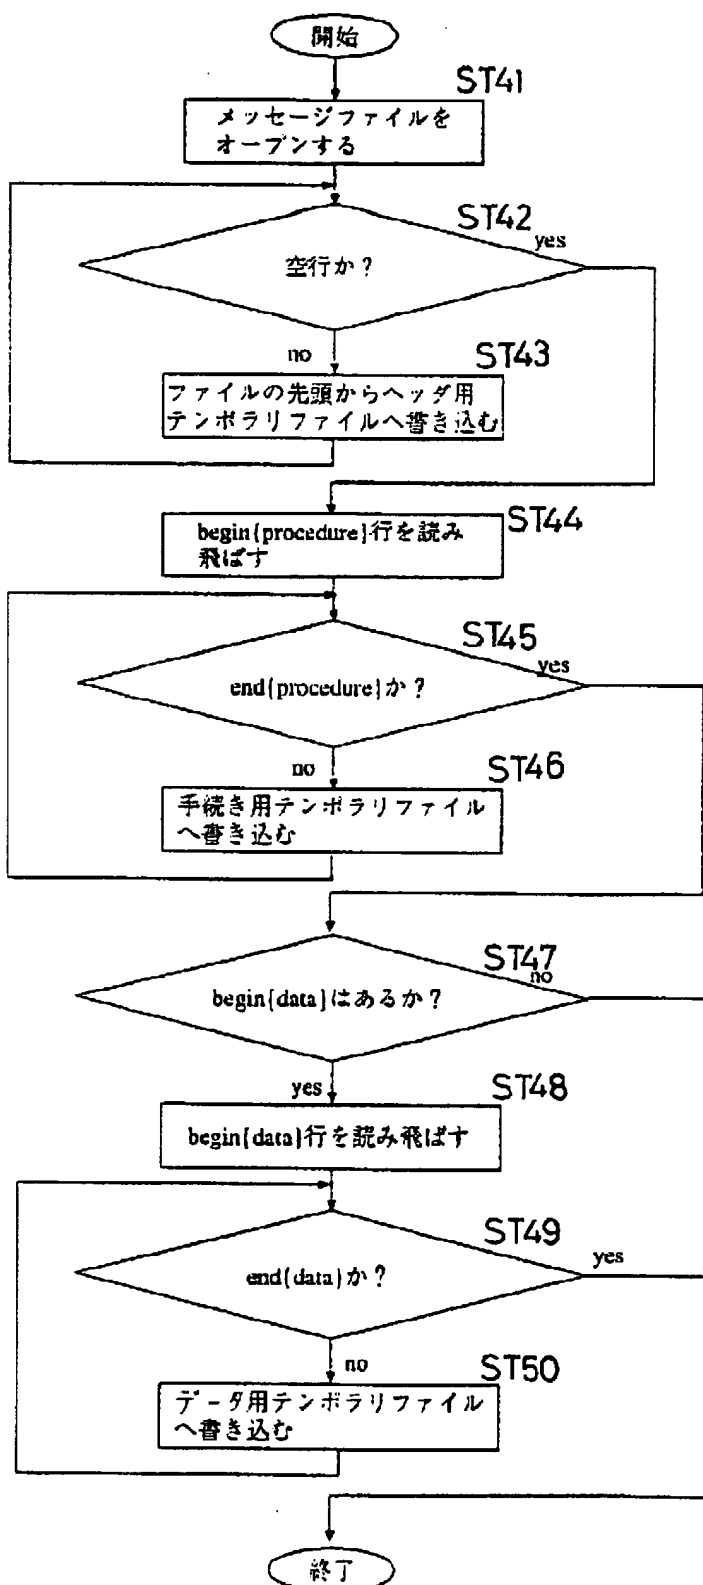 開始
ST41
メッセージファイルを
オープンする
ST42
yes
空行か？
no
ST43
ファイルの先頭からヘッダ用
テンポラリファイルへ書き込む
ST44
begin{procedure}行を読み
飛ばす
ST45
yes
end{procedure}か？
no
ST46
手続き用テンポラリファイル
へ書き込む
ST47
no
begin{data}はあるか？
yes
ST48
begin{data}行を読み飛ばす
ST49
yes
end{data}か？
no
ST50
データ用テンポラリファイル
へ書き込む
終了